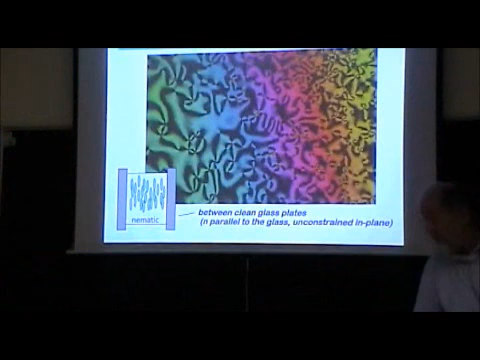 between clean glass plates
(n parallel to the glass, unconstrained in-plane)
nematic